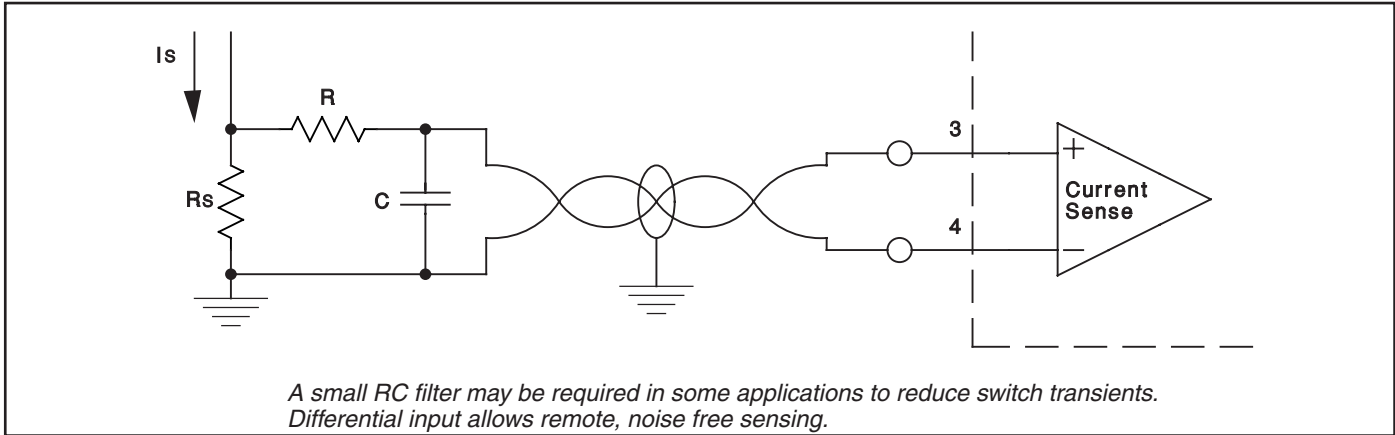 Is
R
Rs
C
3
4
+
−
Current
Sense
A small RC filter may be required in some applications to reduce switch transients.
Differential input allows remote, noise free sensing.